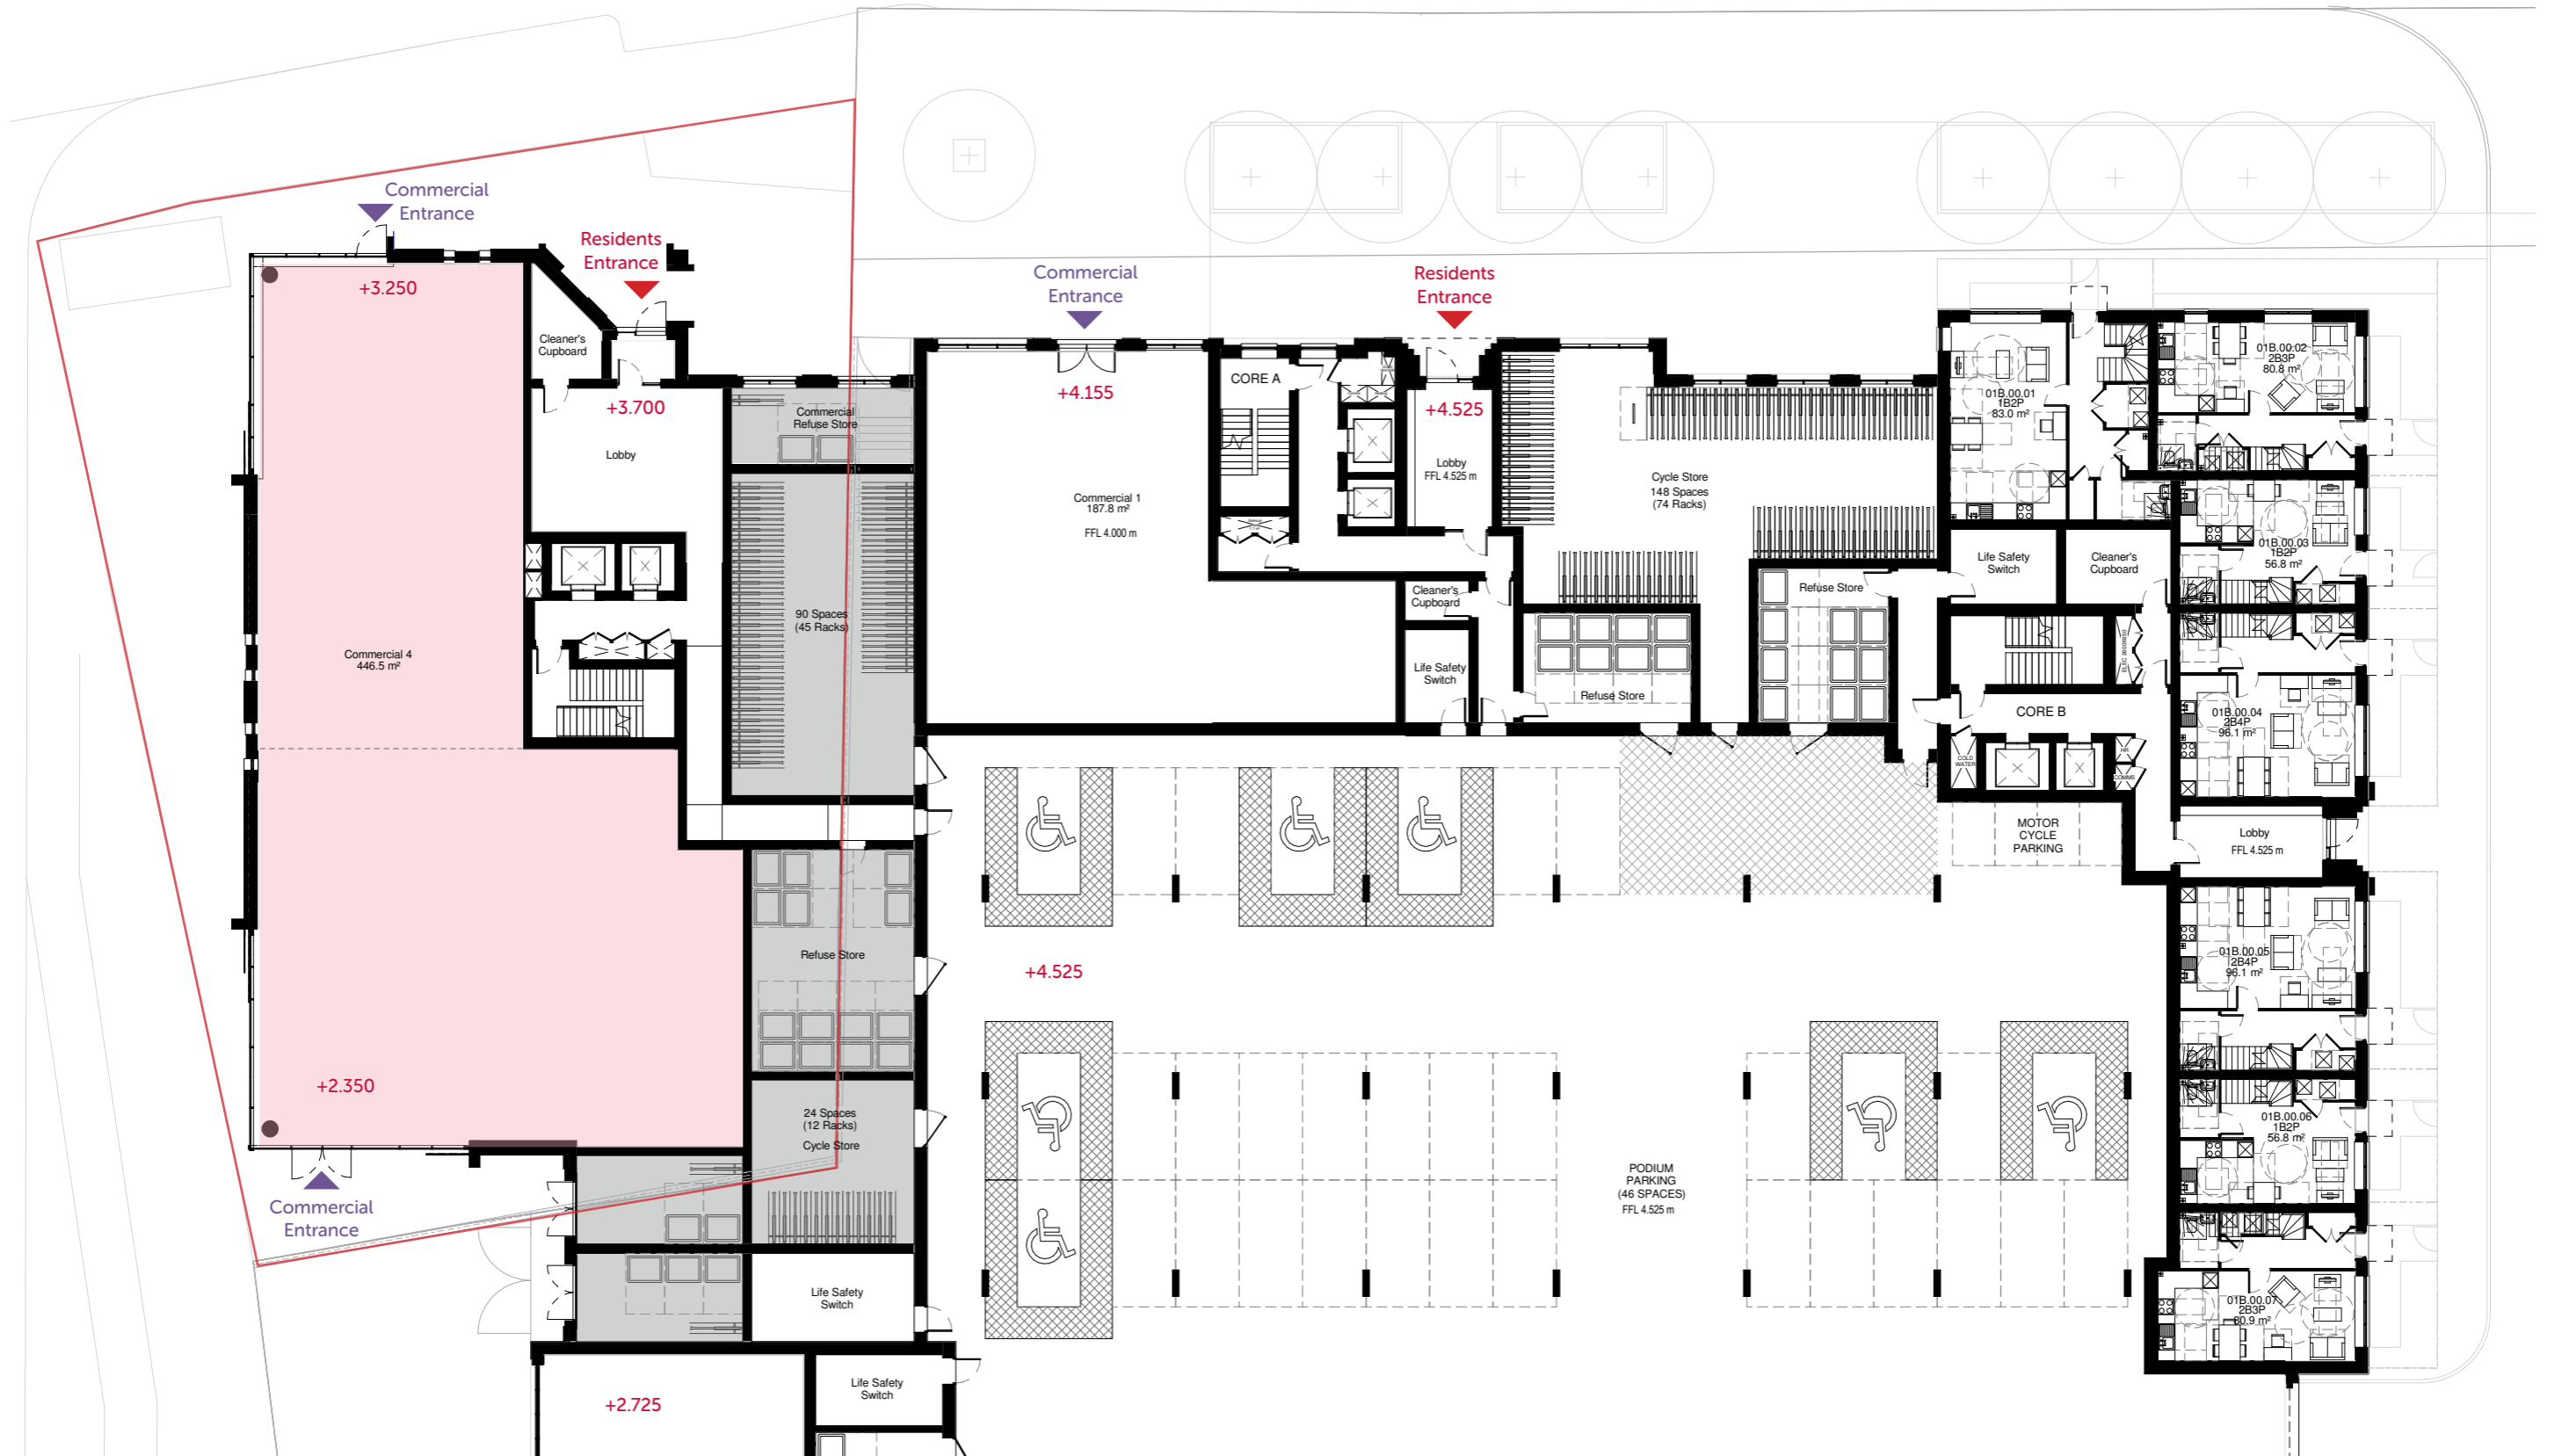 Commercial
Entrance
Residents
Entrance
Commercial
Entrance
Residents
Entrance
+3.250
Cleaner's
Cupboard
+3.700
Lobby
Commercial
Refuse Store
+4.155
CORE A
+4.525
Lobby
FFL 4.525 m
Commercial 1
187.8 m²
FFL 4.000 m
Cycle Store
148 Spaces
(74 Racks)
01B.00.01
1B2P
83.0 m²
01B.00.02
2B3P
80.8 m²
01B.00.03
1B2P
56.8 m²
Life Safety
Switch
Cleaner's
Cupboard
Refuse Store
Cleaner's
Cupboard
90 Spaces
(45 Racks)
Commercial 4
446.5 m²
Life Safety
Switch
Refuse Store
CORE B
01B.00.04
2B4P
96.1 m²
COLD
WATER
COMMS
MOTOR
CYCLE
PARKING
Lobby
FFL 4.525 m
Refuse Store
+4.525
01B.00.05
2B4P
96.1 m²
+2.350
24 Spaces
(12 Racks)
Cycle Store
01B.00.06
1B2P
56.8 m²
Commercial
Entrance
PODIUM
PARKING
(46 SPACES)
FFL 4.525 m
Life Safety
Switch
01B.00.07
2B3P
80.9 m²
Life Safety
Switch
+2.725